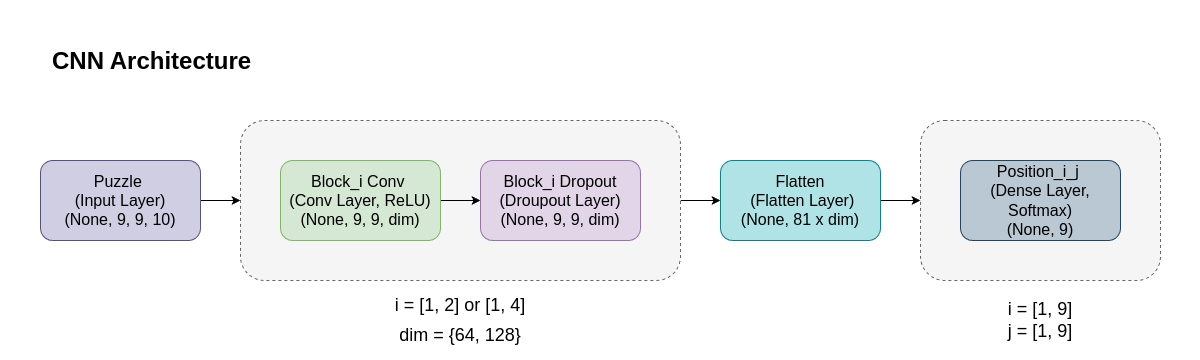 CNN Architecture
Puzzle
(Input Layer)
(None, 9, 9, 10)
Block_i Conv
(Conv Layer, ReLU)
(None, 9, 9, dim)
Block_i Dropout
(Droupout Layer)
(None, 9, 9, dim)
Flatten
(Flatten Layer)
(None, 81 x dim)
Position_i_j
(Dense Layer,
Softmax)
(None, 9)
i = [1, 2] or [1, 4]
dim = {64, 128}
i = [1, 9]
j = [1, 9]